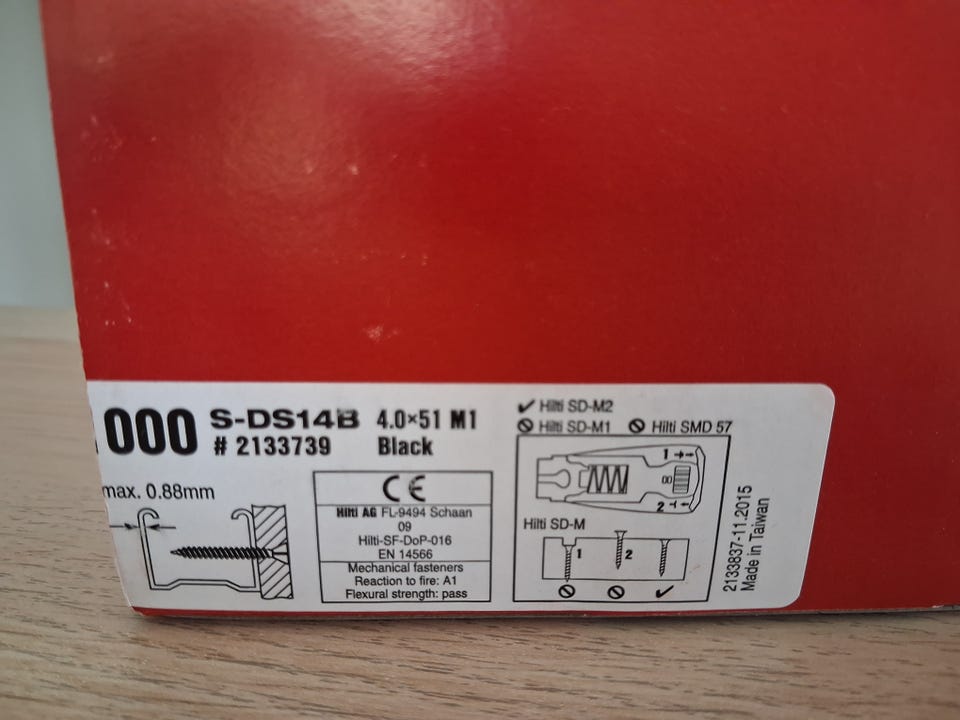 000 S-DS14B 4.0×51 M1
# 2133739 Black
max. 0.88mm
CE
Hilti AG FL-9494 Schaan
09
Hilti-SF-DoP-016
EN 14566
Mechanical fasteners
Reaction to fire: A1
Flexural strength: pass
Hilti SD-M2
Hilti SD-M1 Hilti SMD 57
1
2
Hilti SD-M
1 2
2133837-11.2015
Made in Taiwan